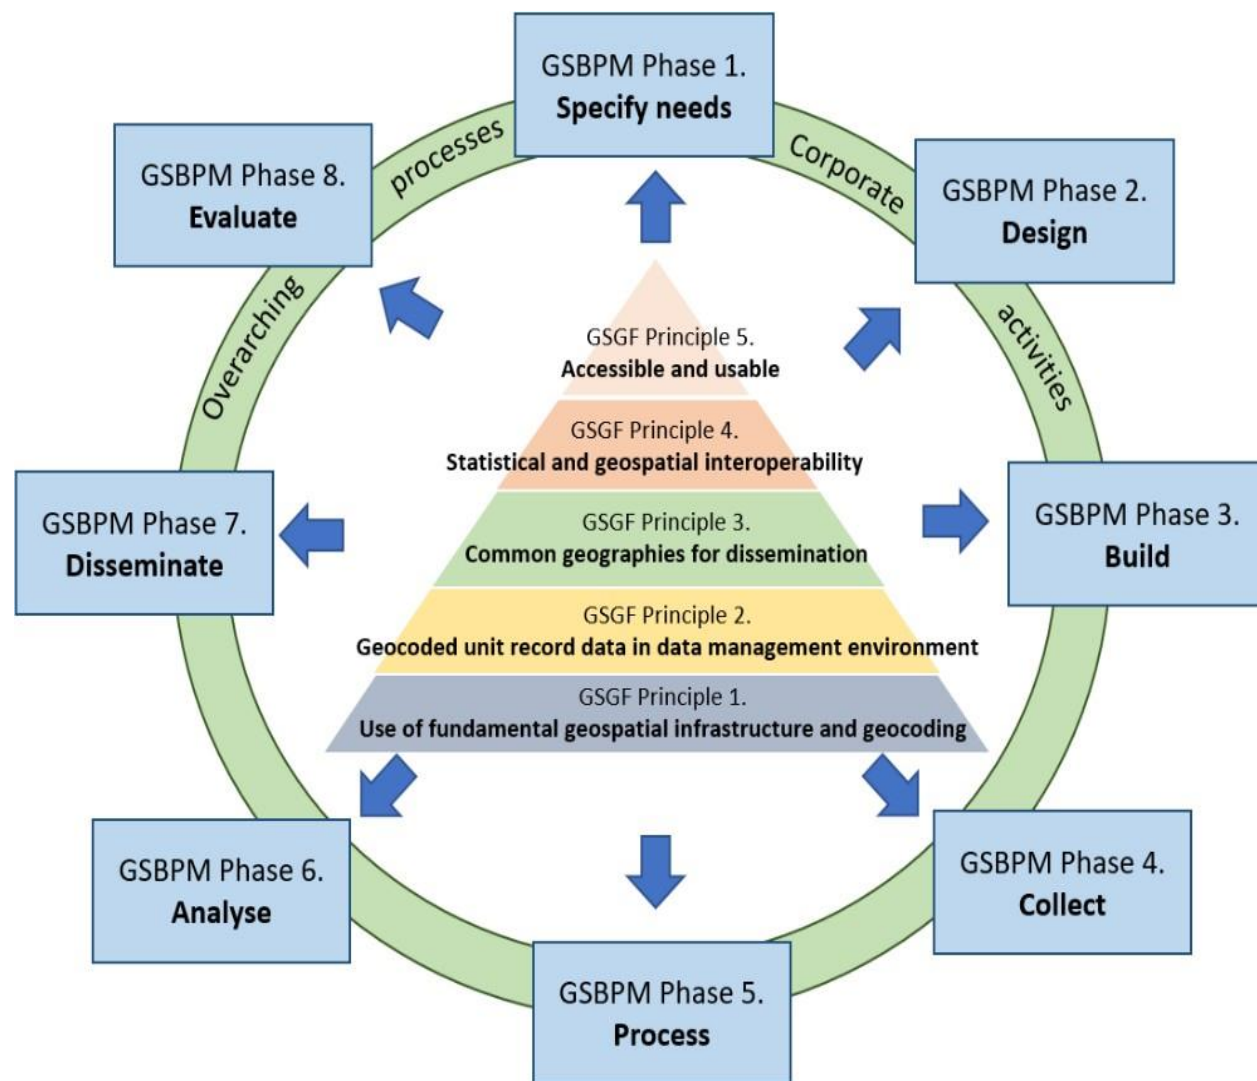 GSBPM Phase 1.
Specify needs
GSBPM Phase 2.
Design
GSBPM Phase 3.
Build
GSBPM Phase 4.
Collect
GSBPM Phase 5.
Process
GSBPM Phase 6.
Analyse
GSBPM Phase 7.
Disseminate
GSBPM Phase 8.
Evaluate
Overarching
processes
Corporate
activities
GSGF Principle 5.
Accessible and usable
GSGF Principle 4.
Statistical and geospatial interoperability
GSGF Principle 3.
Common geographies for dissemination
GSGF Principle 2.
Geocoded unit record data in data management environment
GSGF Principle 1.
Use of fundamental geospatial infrastructure and geocoding